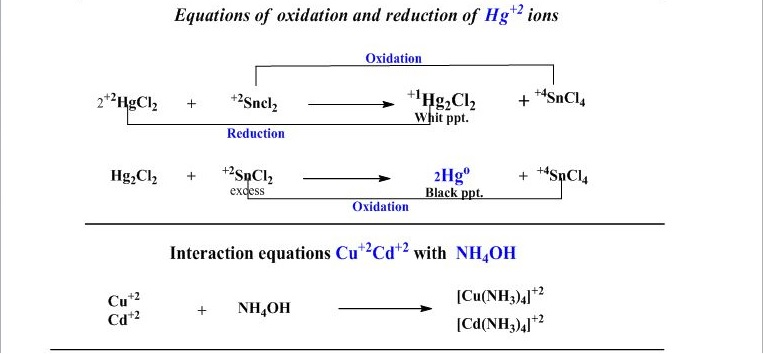 Equations of oxidation and reduction of Hg⁺² ions
Oxidation
2⁺²HgCl₂ + ⁺²Sncl₂ ⁺¹Hg₂Cl₂ + ⁺⁴SnCl₄
Whit ppt.
Reduction
Hg₂Cl₂ + ⁺²SnCl₂ 2Hg⁰ + ⁺⁴SnCl₄
excess Black ppt.
Oxidation
Interaction equations Cu⁺²Cd⁺² with NH₄OH
Cu⁺² [Cu(NH₃)₄]⁺²
+ NH₄OH
Cd⁺² [Cd(NH₃)₄]⁺²